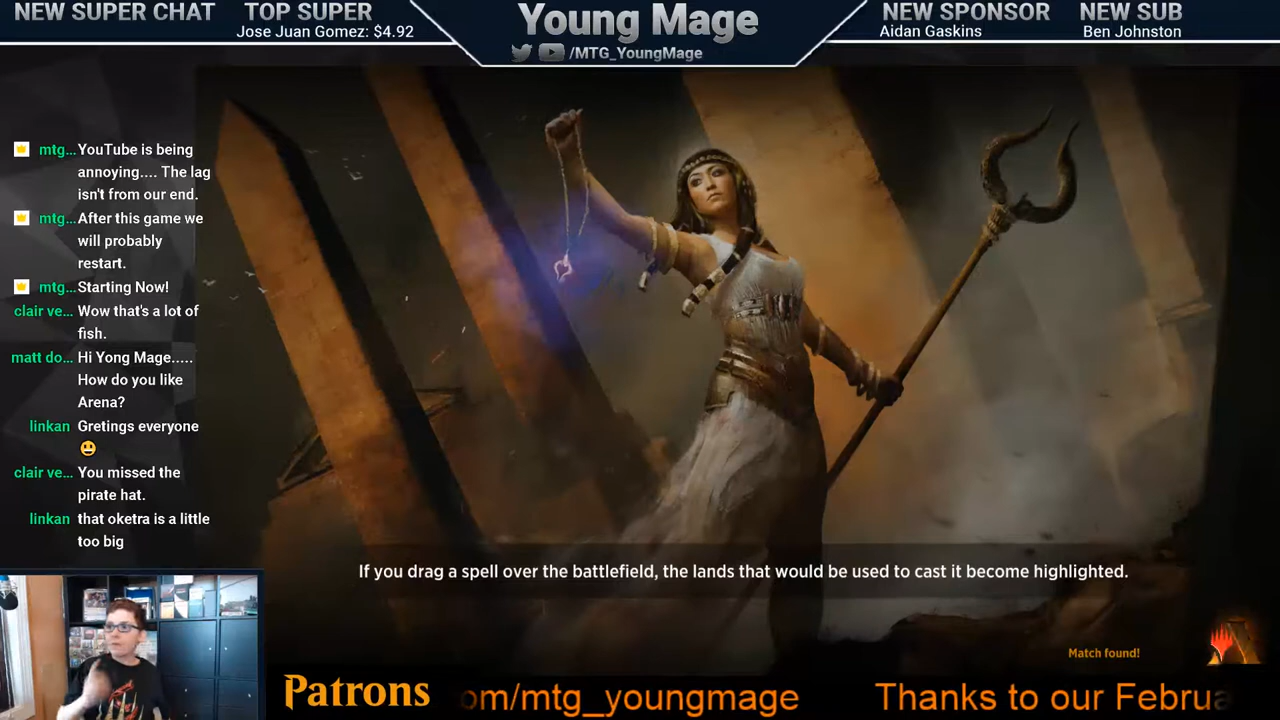 NEW SUPER CHAT
TOP SUPER
Jose Juan Gomez: $4.92
Young Mage
/MTG_YoungMage
NEW SPONSOR
Aidan Gaskins
NEW SUB
Ben Johnston
mtg... YouTube is being
annoying.... The lag
isn't from our end.
mtg... After this game we
will probably
restart.
mtg... Starting Now!
clair ve... Wow that's a lot of
fish.
matt do... Hi Yong Mage.....
How do you like
Arena?
linkan Gretings everyone
😃
clair ve... You missed the
pirate hat.
linkan that oketra is a little
too big
If you drag a spell over the battlefield, the lands that would be used to cast it become highlighted.
Match found!
Patrons
om/mtg_youngmage
Thanks to our Februa